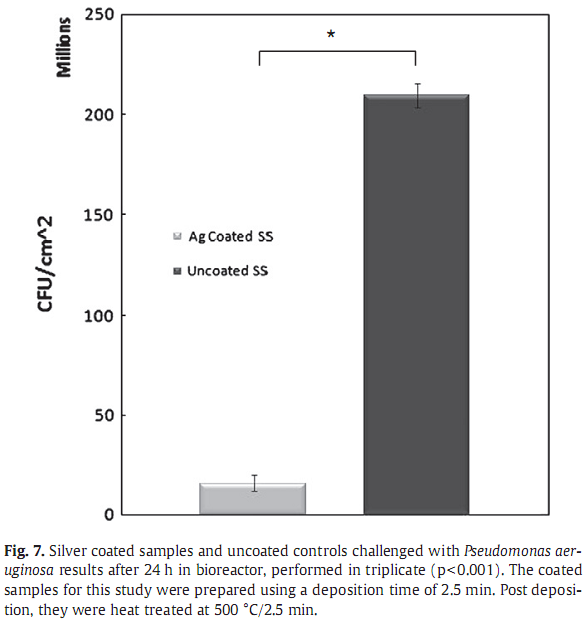 Millions
250
*
200
CFU/cm^2
150
Ag Coated SS
Uncoated SS
100
50
0
Fig. 7. Silver coated samples and uncoated controls challenged with Pseudomonas aer-
uginosa results after 24 h in bioreactor, performed in triplicate (p<0.001). The coated
samples for this study were prepared using a deposition time of 2.5 min. Post deposi-
tion, they were heat treated at 500 °C/2.5 min.